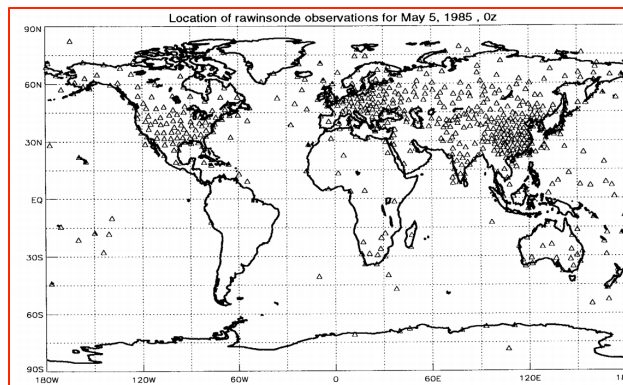 Location of rawinsonde observations for May 5, 1985 , 0z
90N
60N
30N
EQ
30S
60S
90S
180W 120W 60W 0 60E 120E